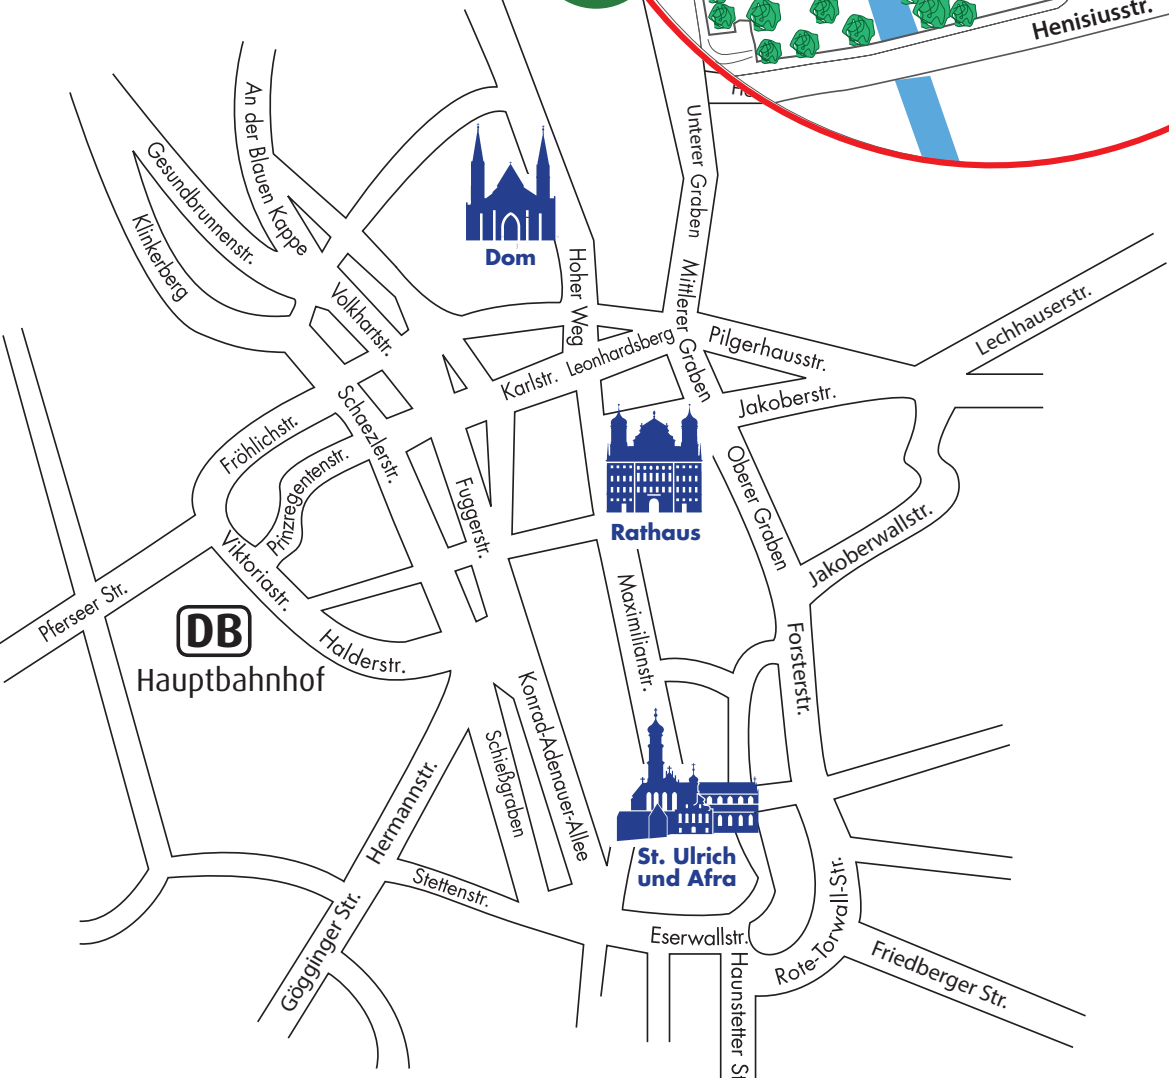 Henisiusstr.
An der Blauen Kappe
Unterer Graben
Gesundbrunnenstr.
Klinkerberg
Dom
Hoher Weg
Mittlerer Graben
Volkhartstr.
Lechhauserstr.
Pilgerhausstr.
Leonhardsberg
Karlstr.
Jakoberstr.
Schaezlerstr.
Fröhlichstr.
Prinzregentenstr.
Fuggerstr.
Oberer Graben
Rathaus
Jakoberwallstr.
Viktoriastr.
Pferseer Str.
DB
Hauptbahnhof
Halderstr.
Maximilianstr.
Forsterstr.
Konrad-Adenauer-Allee
Schießgraben
Hermannstr.
St. Ulrich
und Afra
Stettenstr.
Rote-Torwall-Str.
Eserwallstr.
Gögginger Str.
Friedberger Str.
Haunstetter